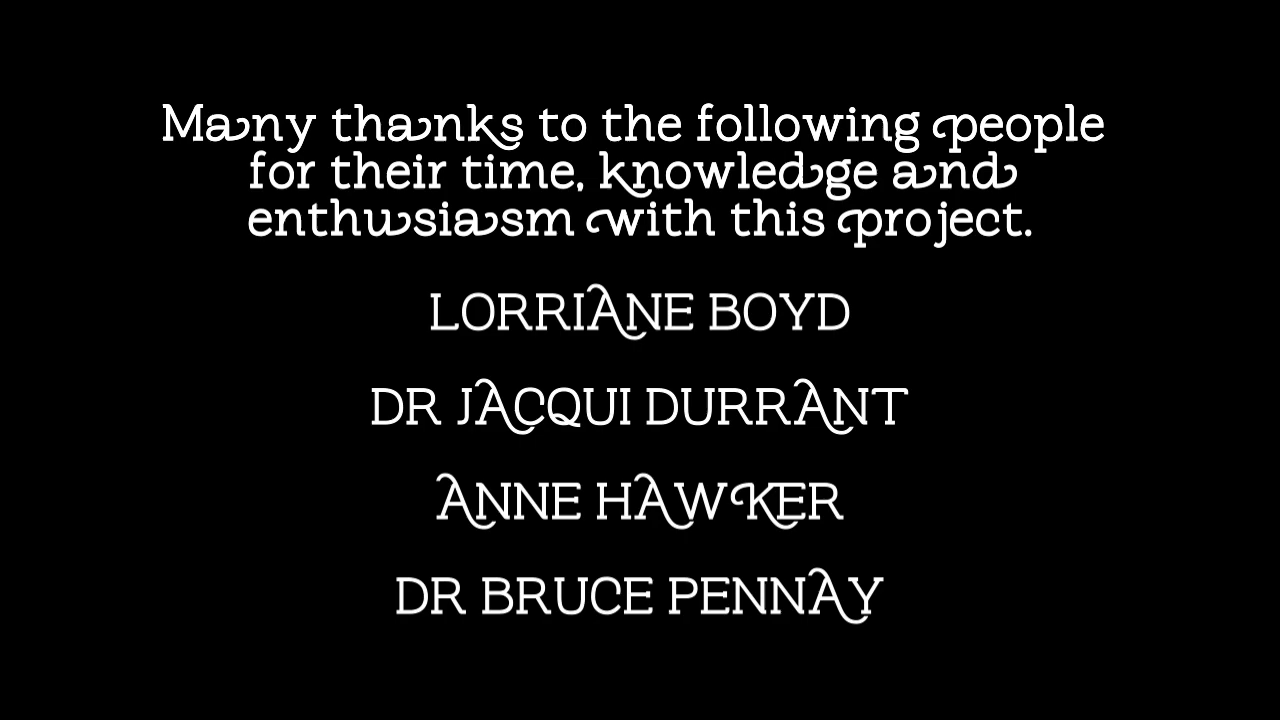 Many thanks to the following people
for their time, knowledge and
enthusiasm with this project.
LORRIANE BOYD
DR JACQUI DURRANT
ANNE HAWKER
DR BRUCE PENNAY